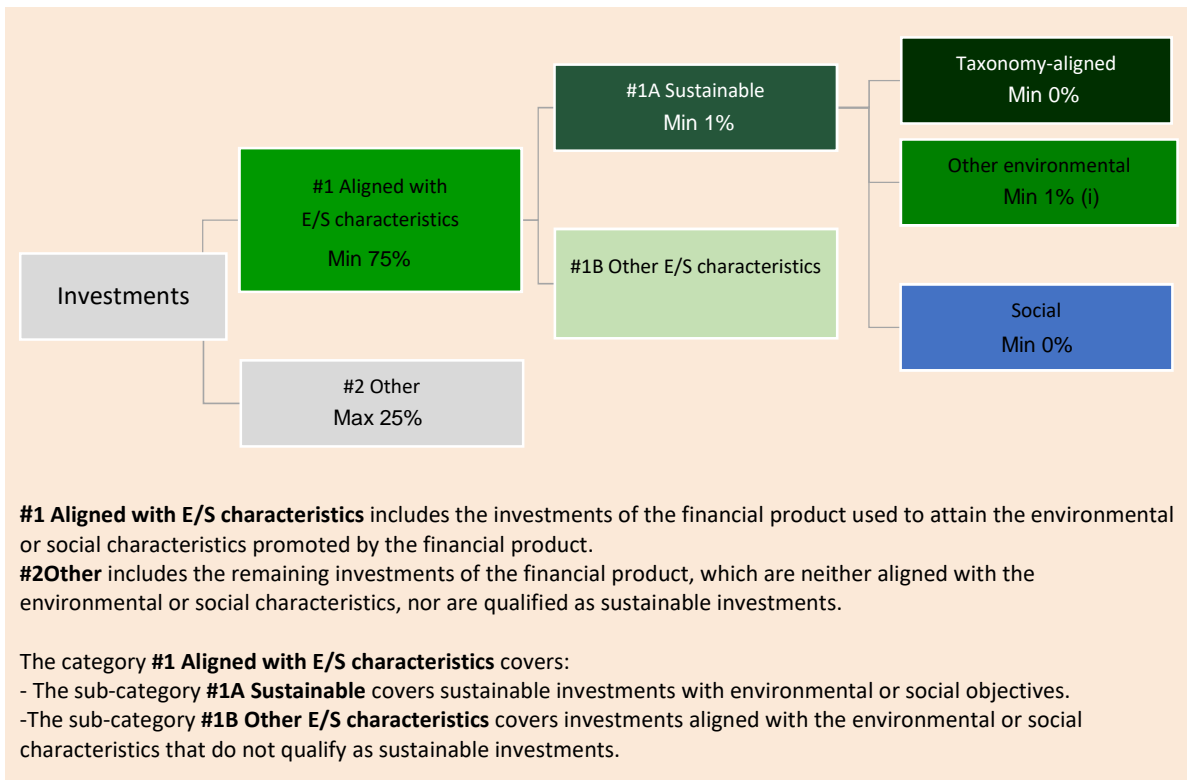 Investments
#1 Aligned with
E/S characteristics
Min 75%
#2 Other
Max 25%
#1A Sustainable
Min 1%
#1B Other E/S characteristics
Taxonomy-aligned
Min 0%
Other environmental
Min 1% (i)
Social
Min 0%
#1 Aligned with E/S characteristics includes the investments of the financial product used to attain the environmental
or social characteristics promoted by the financial product.
#2Other includes the remaining investments of the financial product, which are neither aligned with the
environmental or social characteristics, nor are qualified as sustainable investments.
The category #1 Aligned with E/S characteristics covers:
- The sub-category #1A Sustainable covers sustainable investments with environmental or social objectives.
-The sub-category #1B Other E/S characteristics covers investments aligned with the environmental or social
characteristics that do not qualify as sustainable investments.